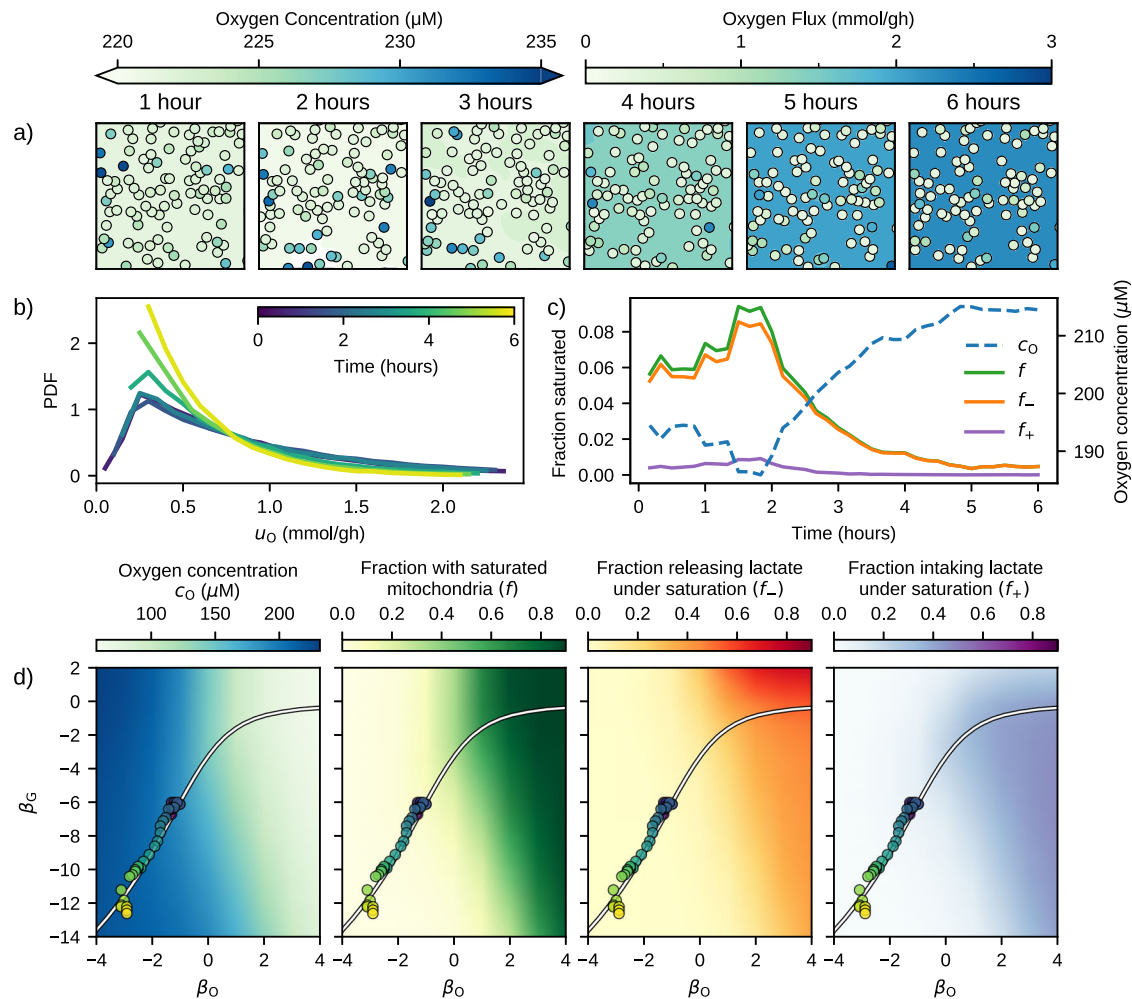 Oxygen Concentration (µM)
220 225 230 235
Oxygen Flux (mmol/gh)
0 1 2 3
1 hour 2 hours 3 hours 4 hours 5 hours 6 hours
a)
b)
PDF
2
1
0
0.0 0.5 1.0 1.5 2.0
u_O (mmol/gh)
0 2 4 6
Time (hours)
c)
Fraction saturated
0.08
0.06
0.04
0.02
0.00
0 1 2 3 4 5 6
Time (hours)
c_O
f
f_−
f_+
210
200
190
Oxygen concentration (µM)
Oxygen concentration
c_O (µM)
100 150 200
Fraction with saturated
mitochondria (f)
0.0 0.2 0.4 0.6 0.8
Fraction releasing lactate
under saturation (f_−)
0.0 0.2 0.4 0.6 0.8
Fraction intaking lactate
under saturation (f_+)
0.0 0.2 0.4 0.6 0.8
d)
β_G
2
0
−2
−4
−6
−8
−10
−12
−14
−4 −2 0 2 4
β_O
−4 −2 0 2 4
β_O
−4 −2 0 2 4
β_O
−4 −2 0 2 4
β_O